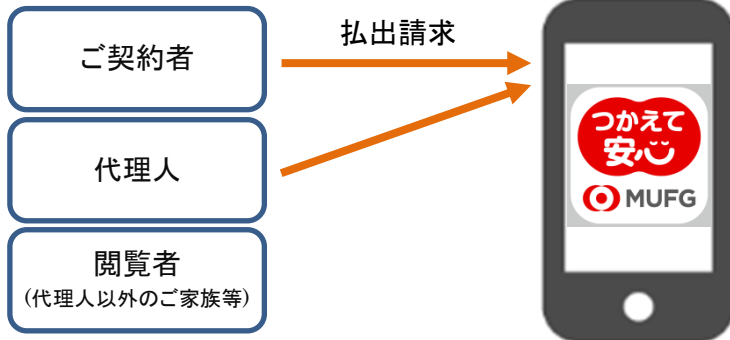 ご契約者
払出請求
代理人
閲覧者
(代理人以外のご家族等)
つかえて
安心
MUFG